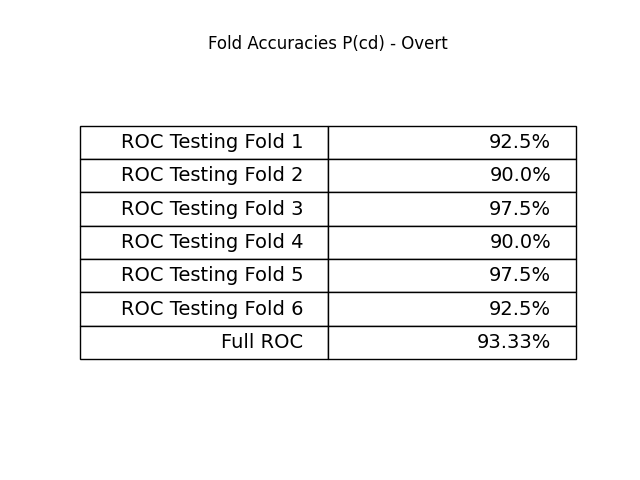 Fold Accuracies P(cd) - Overt
ROC Testing Fold 1 92.5%
ROC Testing Fold 2 90.0%
ROC Testing Fold 3 97.5%
ROC Testing Fold 4 90.0%
ROC Testing Fold 5 97.5%
ROC Testing Fold 6 92.5%
Full ROC 93.33%